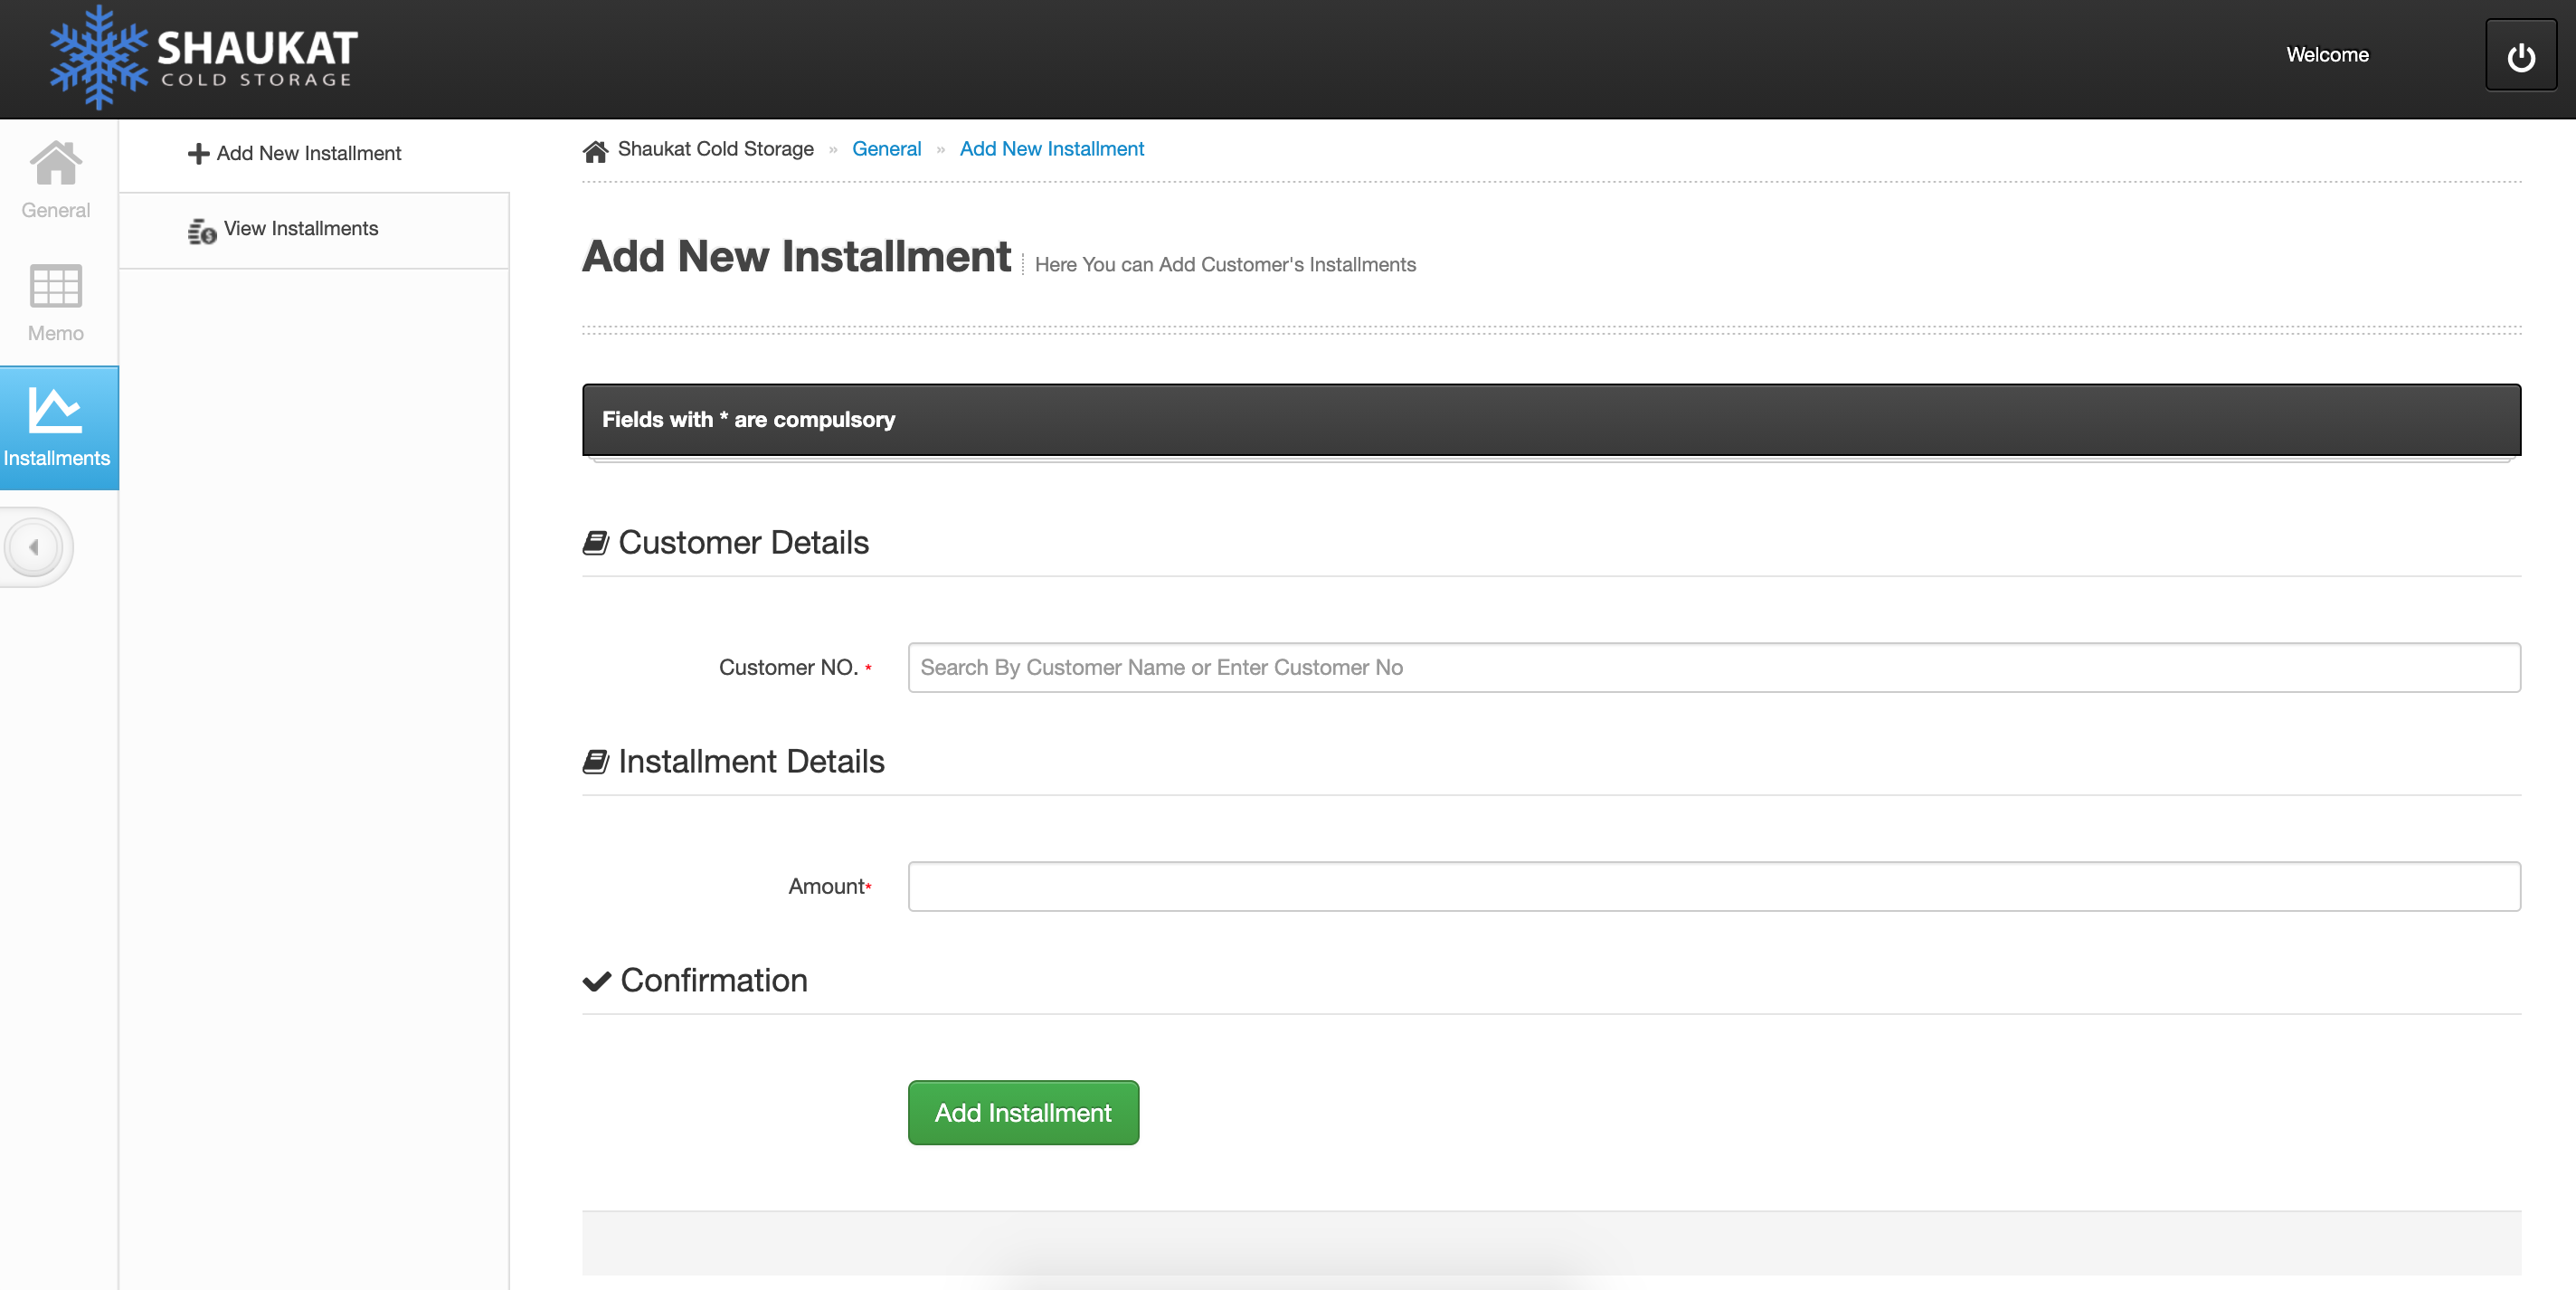 SHAUKAT
COLD STORAGE
Welcome
General
Memo
Installments
Add New Installment
View Installments
Shaukat Cold Storage » General » Add New Installment
Add New Installment Here You can Add Customer's Installments
Fields with * are compulsory
Customer Details
Customer NO. * Search By Customer Name or Enter Customer No
Installment Details
Amount*
Confirmation
Add Installment